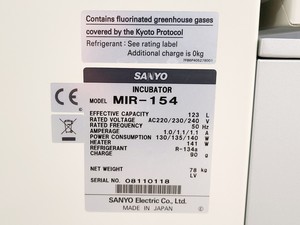 Contains fluorinated greenhouse gases
covered by the Kyoto Protocol
Refrigerant : See rating label
Additional charge is 0kg
SANYO
INCUBATOR
MODEL MIR-154
EFFECTIVE CAPACITY 123 L
RATED VOLTAGE AC220/230/240 V
RATED FREQUENCY 50 Hz
AMPERAGE 1.0/1.1/1.1 A
POWER CONSUMPTION 130/135/140 W
HEATER 141 W
REFRIGERANT R-134a
CHARGE 90 g
NET WEIGHT 78 kg
LV
SERIAL NO. 08110118
SANYO Electric Co., Ltd.
MADE IN JAPAN
CE